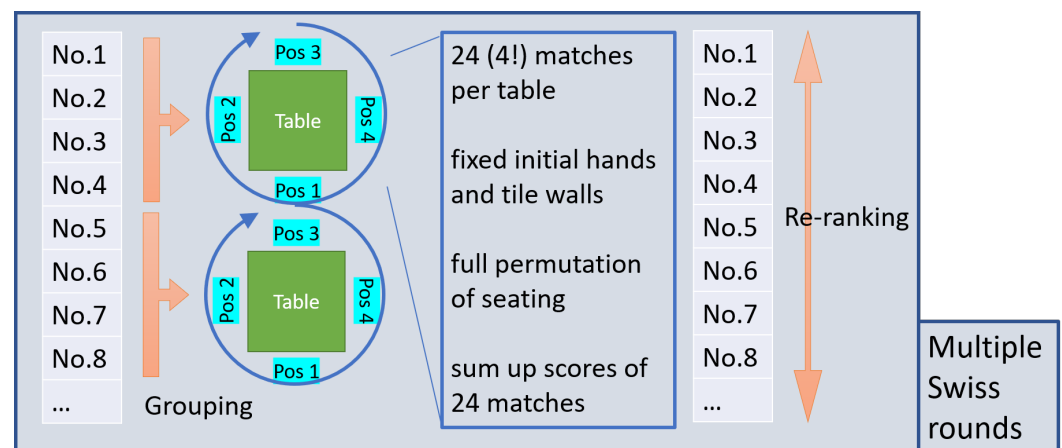 No.1
No.2
No.3
No.4
No.5
No.6
No.7
No.8
...
Grouping
Pos 3
Pos 2
Table
Pos 4
Pos 1
Pos 3
Pos 2
Table
Pos 4
Pos 1
24 (4!) matches
per table
fixed initial hands
and tile walls
full permutation
of seating
sum up scores of
24 matches
No.1
No.2
No.3
No.4
No.5
No.6
No.7
No.8
...
Re-ranking
Multiple
Swiss
rounds